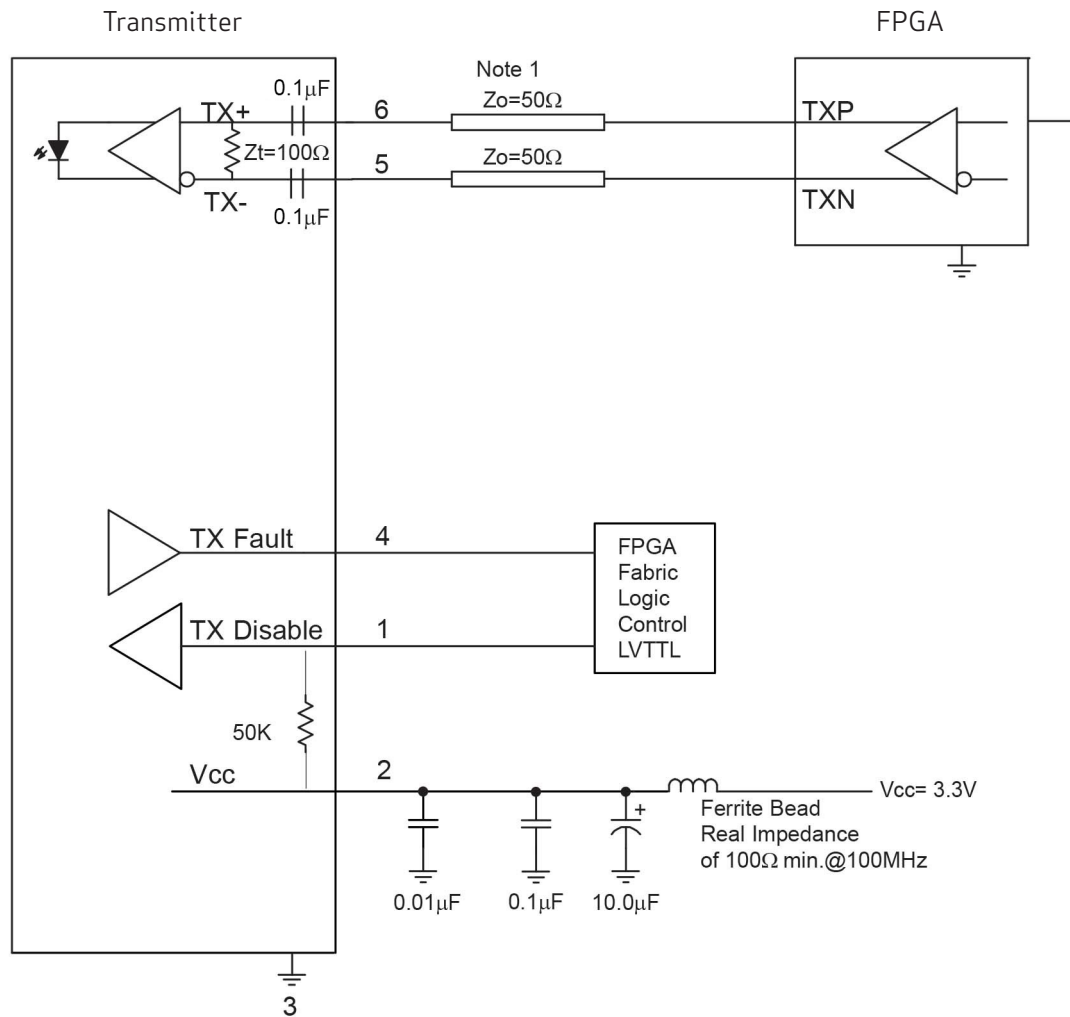 Transmitter
FPGA
0.1μF
TX+
Zt=100Ω
TX-
0.1μF
6
5
Note 1
Zo=50Ω
Zo=50Ω
TXP
TXN
TX Fault
4
TX Disable
1
FPGA
Fabric
Logic
Control
LVTTL
50K
Vcc
2
+
Vcc= 3.3V
Ferrite Bead
Real Impedance
of 100Ω min.@100MHz
0.01μF
0.1μF
10.0μF
3